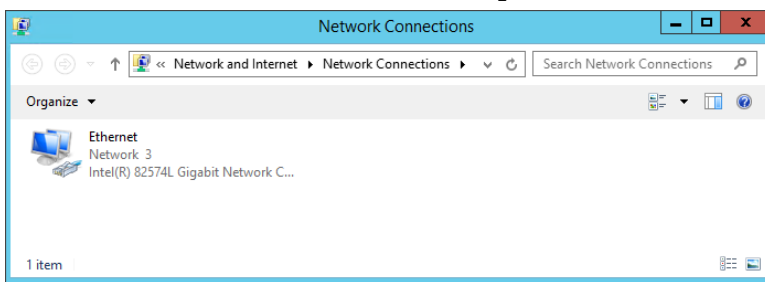 Network Connections
« Network and Internet ▸ Network Connections ▸ Search Network Connections
Organize
Ethernet
Network 3
Intel(R) 82574L Gigabit Network C...
1 item